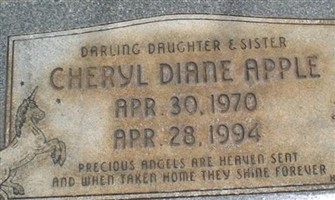 DARLING DAUGHTER & SISTER
CHERYL DIANE APPLE
APR. 30, 1970
APR. 28, 1994
PRECIOUS ANGELS ARE HEAVEN SENT
AND WHEN TAKEN HOME THEY SHINE FOREVER